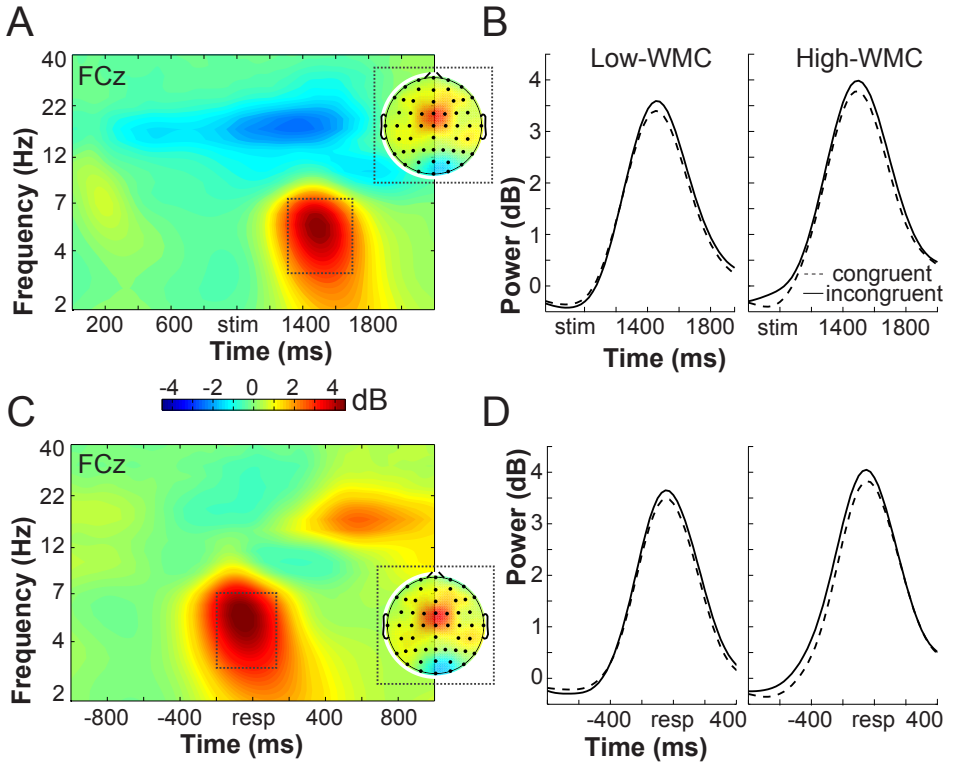 A
FCz
40
22
12
7
4
2
Frequency (Hz)
200 600 stim 1400 1800
Time (ms)
B
Low-WMC High-WMC
4
3
2
1
0
Power (dB)
congruent
incongruent
stim 1400 1800 stim 1400 1800
Time (ms)
-4 -2 0 2 4
dB
C
FCz
40
22
12
7
4
2
Frequency (Hz)
-800 -400 resp 400 800
Time (ms)
D
4
3
2
1
0
Power (dB)
-400 resp 400 -400 resp 400
Time (ms)